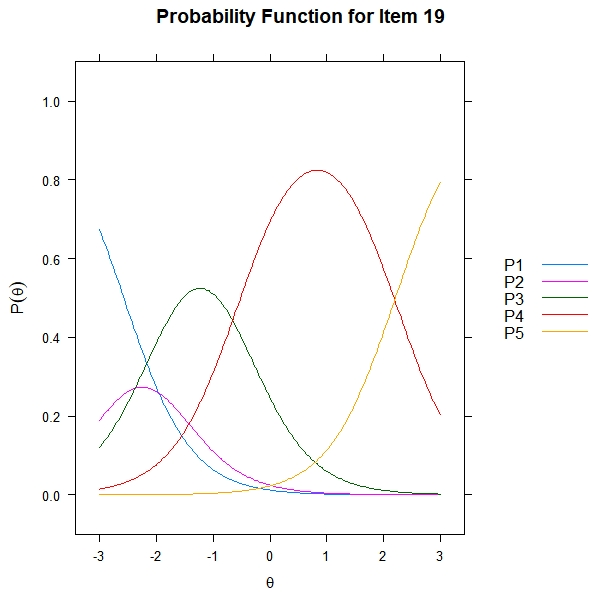 Probability Function for Item 19
1.0
0.8
0.6
0.4
0.2
0.0
P(θ)
-3 -2 -1 0 1 2 3
θ
P1
P2
P3
P4
P5